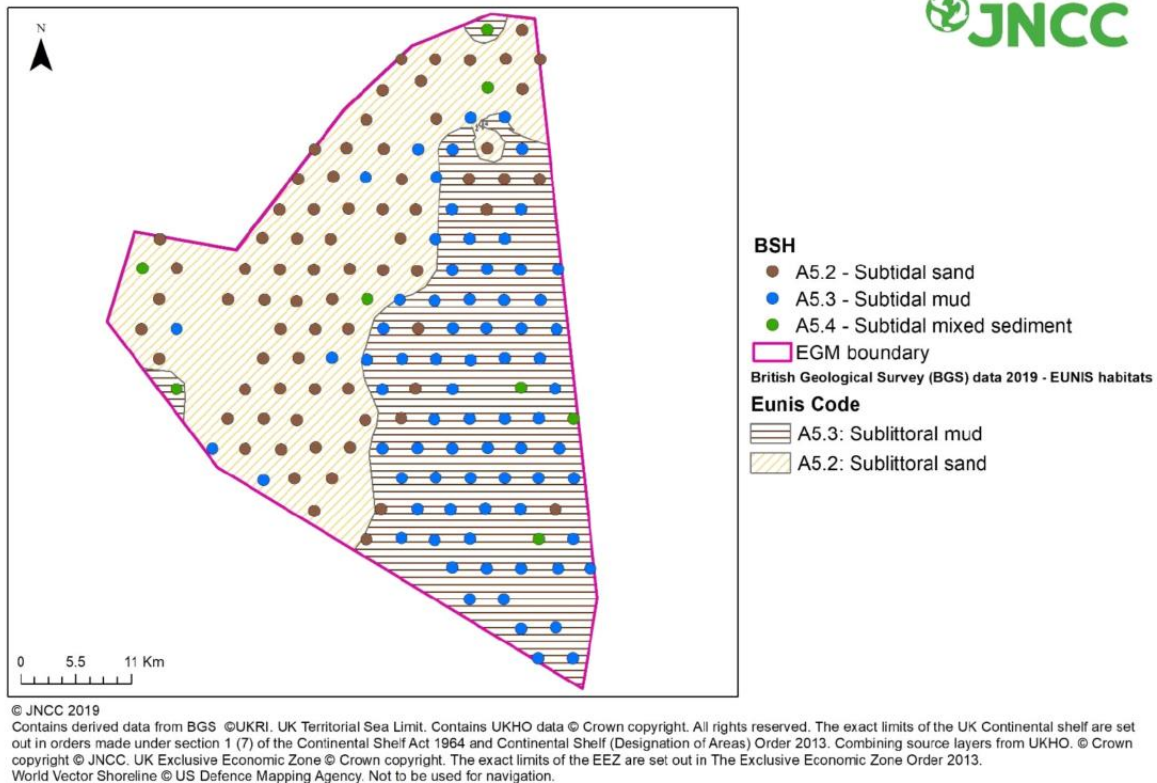 JNCC
N
BSH
A5.2 - Subtidal sand
A5.3 - Subtidal mud
A5.4 - Subtidal mixed sediment
EGM boundary
British Geological Survey (BGS) data 2019 - EUNIS habitats
Eunis Code
A5.3: Sublittoral mud
A5.2: Sublittoral sand
0 5.5 11 Km
© JNCC 2019
Contains derived data from BGS ©UKRI. UK Territorial Sea Limit. Contains UKHO data © Crown copyright. All rights reserved. The exact limits of the UK Continental shelf are set
out in orders made under section 1 (7) of the Continental Shelf Act 1964 and Continental Shelf (Designation of Areas) Order 2013. Combining source layers from UKHO. © Crown
copyright © JNCC. UK Exclusive Economic Zone © Crown copyright. The exact limits of the EEZ are set out in The Exclusive Economic Zone Order 2013.
World Vector Shoreline © US Defence Mapping Agency. Not to be used for navigation.